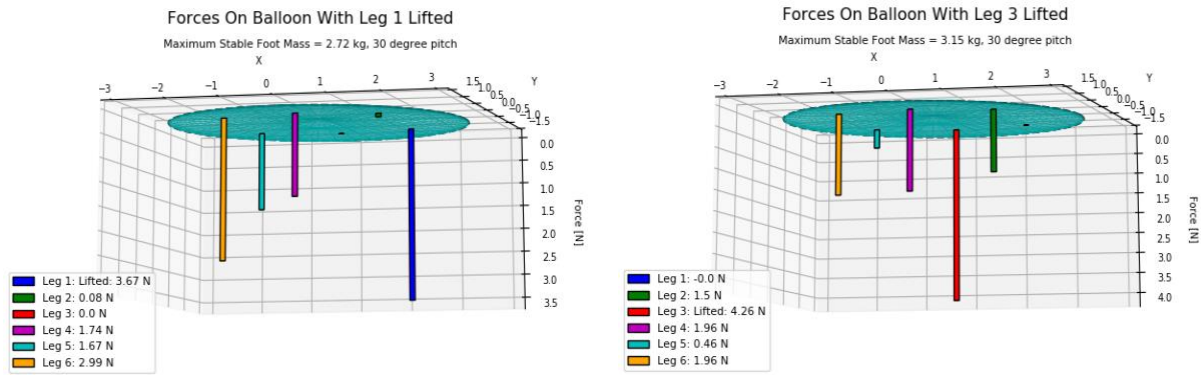 Forces On Balloon With Leg 1 Lifted
Maximum Stable Foot Mass = 2.72 kg, 30 degree pitch
X
−3 −2 −1 0 1 2 3
Y
1.5 1.0 0.5 0.0 −0.5 −1.0 −1.5
0.0
0.5
1.0
1.5
2.0
2.5
3.0
3.5
Force [N]
Leg 1: Lifted: 3.67 N
Leg 2: 0.08 N
Leg 3: 0.0 N
Leg 4: 1.74 N
Leg 5: 1.67 N
Leg 6: 2.99 N
Forces On Balloon With Leg 3 Lifted
Maximum Stable Foot Mass = 3.15 kg, 30 degree pitch
X
−3 −2 −1 0 1 2 3
Y
1.5 1.0 0.5 0.0 −0.5 −1.0 −1.5
0.0
0.5
1.0
1.5
2.0
2.5
3.0
3.5
4.0
Force [N]
Leg 1: -0.0 N
Leg 2: 1.5 N
Leg 3: Lifted: 4.26 N
Leg 4: 1.96 N
Leg 5: 0.46 N
Leg 6: 1.96 N